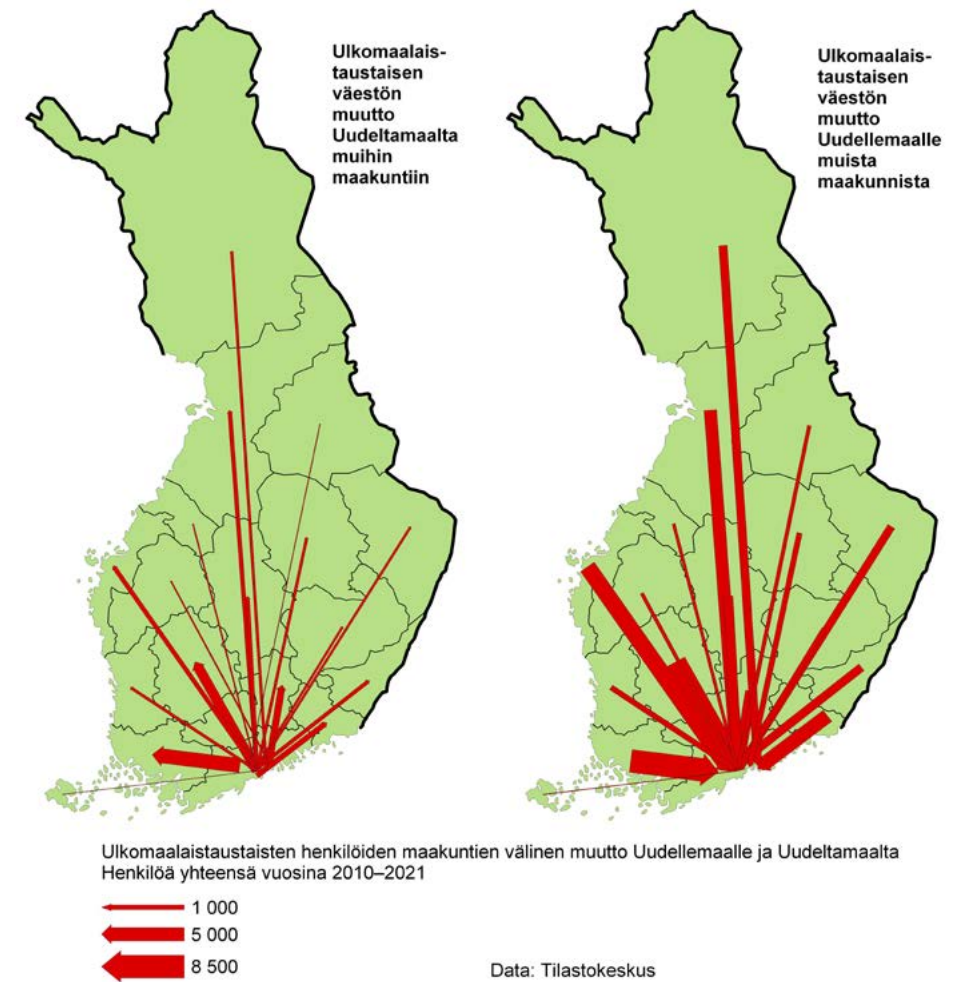 Ulkomaalais-
taustaisen
väestön
muutto
Uudeltamaalta
muihin
maakuntiin
Ulkomaalais-
taustaisen
väestön
muutto
Uudellemaalle
muista
maakunnista
Ulkomaalaistaustaisten henkilöiden maakuntien välinen muutto Uudellemaalle ja Uudeltamaalta
Henkilöä yhteensä vuosina 2010–2021
1 000
5 000
8 500
Data: Tilastokeskus